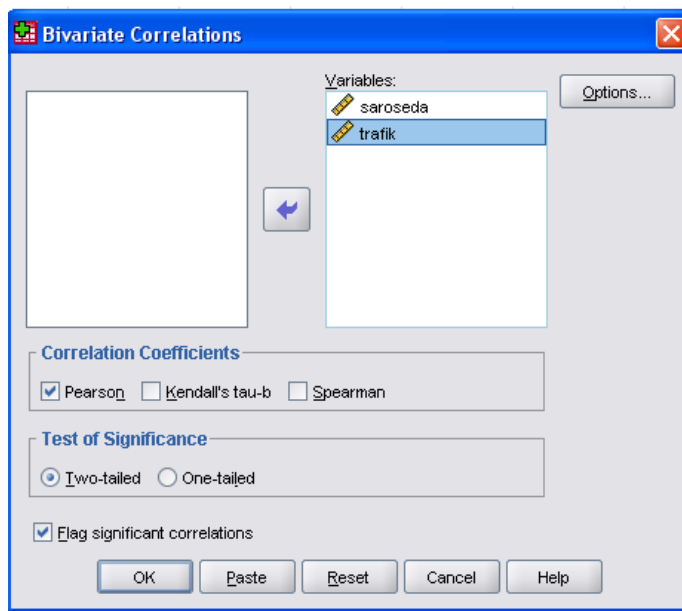 Bivariate Correlations
Variables:
saroseda
trafik
Options...
Correlation Coefficients
Pearson Kendall's tau-b Spearman
Test of Significance
Two-tailed One-tailed
Flag significant correlations
OK Paste Reset Cancel Help